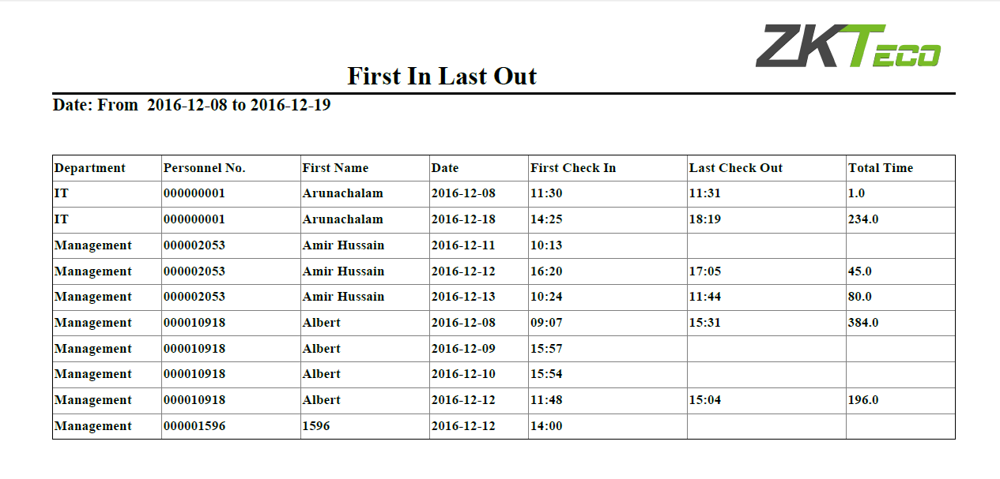 ZKTECO
First In Last Out
Date: From 2016-12-08 to 2016-12-19
Department Personnel No. First Name Date First Check In Last Check Out Total Time
IT 000000001 Arunachalam 2016-12-08 11:30 11:31 1.0
IT 000000001 Arunachalam 2016-12-18 14:25 18:19 234.0
Management 000002053 Amir Hussain 2016-12-11 10:13
Management 000002053 Amir Hussain 2016-12-12 16:20 17:05 45.0
Management 000002053 Amir Hussain 2016-12-13 10:24 11:44 80.0
Management 000010918 Albert 2016-12-08 09:07 15:31 384.0
Management 000010918 Albert 2016-12-09 15:57
Management 000010918 Albert 2016-12-10 15:54
Management 000010918 Albert 2016-12-12 11:48 15:04 196.0
Management 000001596 1596 2016-12-12 14:00